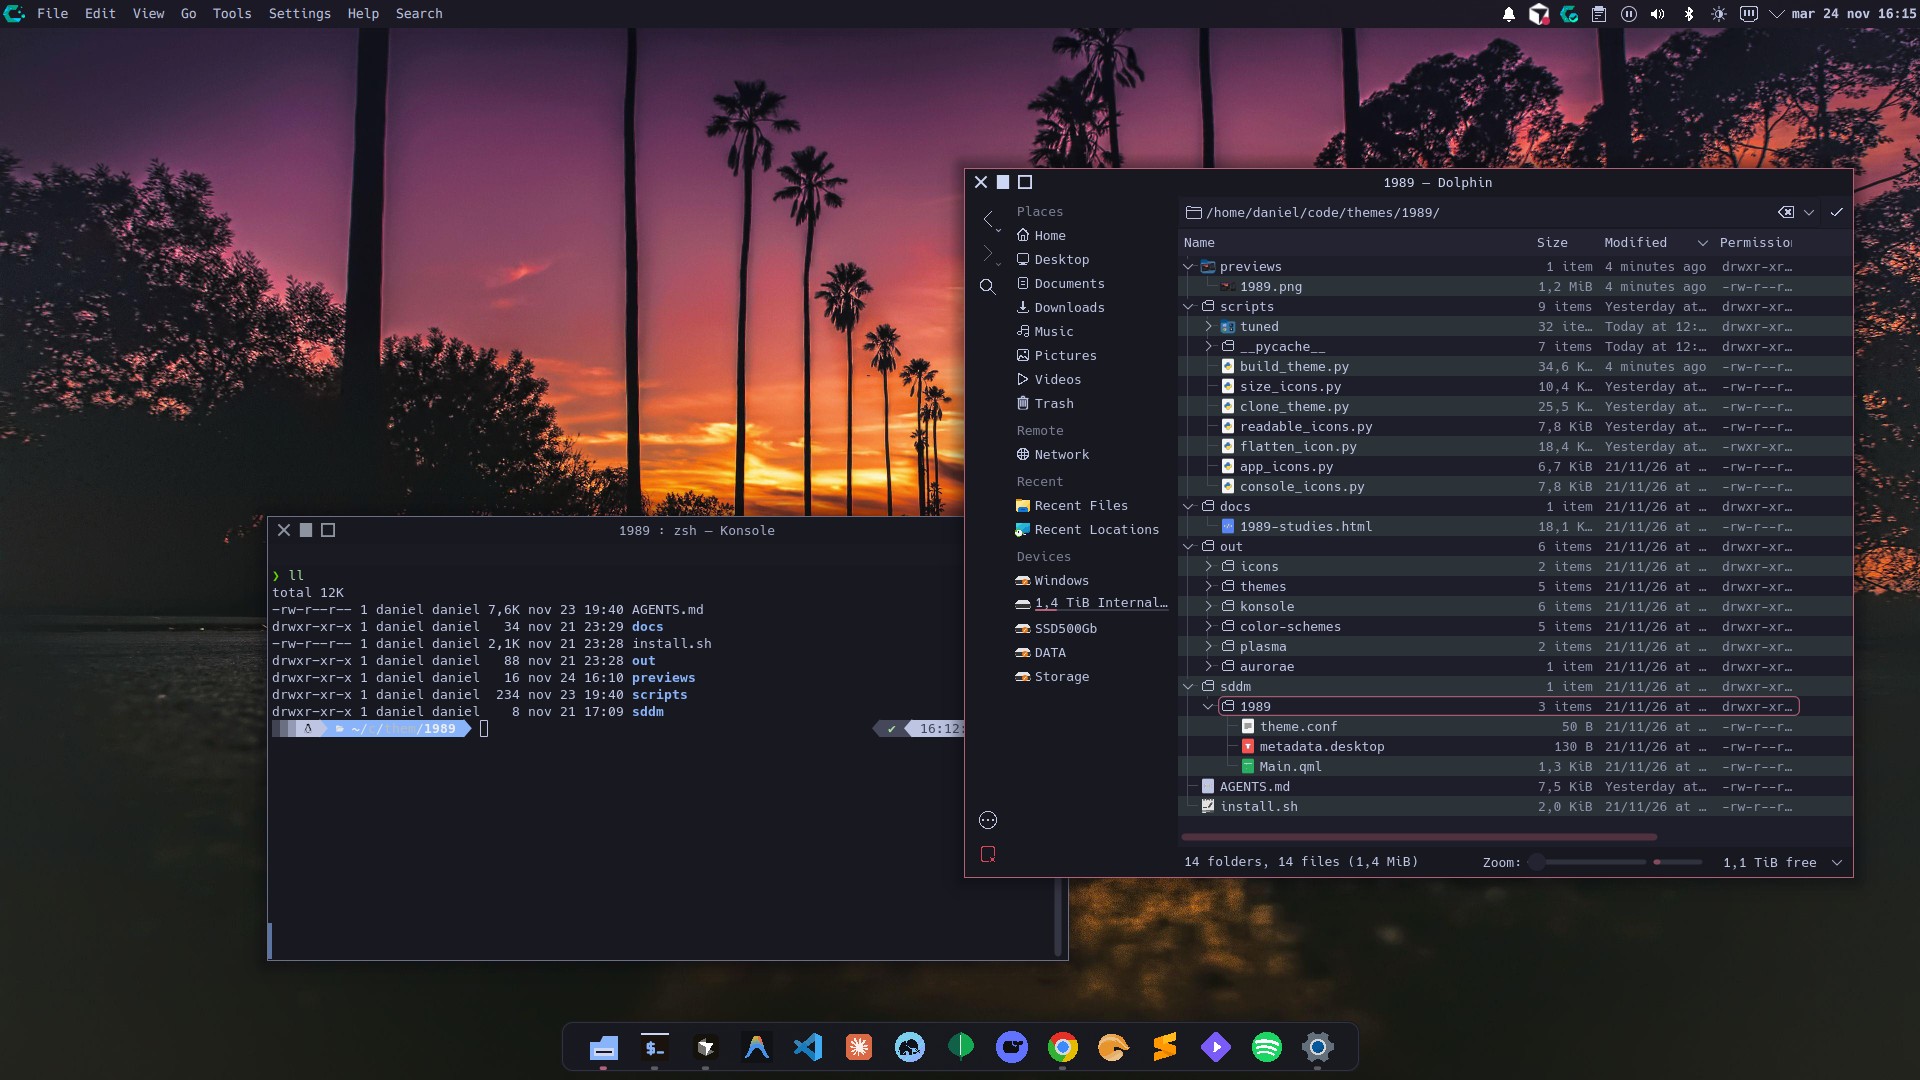 File Edit View Go Tools Settings Help Search
mar 24 nov 16:15
1989 — Dolphin
Places
Home
Desktop
Documents
Downloads
Music
Pictures
Videos
Trash
Remote
Network
Recent
Recent Files
Recent Locations
Devices
Windows
1,4 TiB Internal…
SSD500Gb
DATA
Storage
/home/daniel/code/themes/1989/
Name Size Modified Permission
previews 1 item 4 minutes ago drwxr-xr…
1989.png 1,2 MiB 4 minutes ago -rw-r--r…
scripts 9 items Yesterday at… drwxr-xr…
tuned 32 ite… Today at 12:… drwxr-xr…
__pycache__ 7 items Today at 12:… drwxr-xr…
build_theme.py 34,6 K… 4 minutes ago -rw-r--r…
size_icons.py 10,4 K… Yesterday at… -rw-r--r…
clone_theme.py 25,5 K… Yesterday at… -rw-r--r…
readable_icons.py 7,8 KiB Yesterday at… -rw-r--r…
flatten_icon.py 18,4 K… Yesterday at… -rw-r--r…
app_icons.py 6,7 KiB 21/11/26 at … -rw-r--r…
console_icons.py 7,8 KiB 21/11/26 at … -rw-r--r…
docs 1 item 21/11/26 at … drwxr-xr…
1989-studies.html 18,1 K… 21/11/26 at … -rw-r--r…
out 6 items 21/11/26 at … drwxr-xr…
icons 2 items 21/11/26 at … drwxr-xr…
themes 5 items 21/11/26 at … drwxr-xr…
konsole 6 items 21/11/26 at … drwxr-xr…
color-schemes 5 items 21/11/26 at … drwxr-xr…
plasma 2 items 21/11/26 at … drwxr-xr…
aurorae 1 item 21/11/26 at … drwxr-xr…
sddm 1 item 21/11/26 at … drwxr-xr…
1989 3 items 21/11/26 at … drwxr-xr…
theme.conf 50 B 21/11/26 at … -rw-r--r…
metadata.desktop 130 B 21/11/26 at … -rw-r--r…
Main.qml 1,3 KiB 21/11/26 at … -rw-r--r…
AGENTS.md 7,5 KiB Yesterday at… -rw-r--r…
install.sh 2,0 KiB 21/11/26 at … -rw-r--r…
14 folders, 14 files (1,4 MiB) Zoom: 1,1 TiB free
1989 : zsh — Konsole
❯ ll
total 12K
-rw-r--r-- 1 daniel daniel 7,6K nov 23 19:40 AGENTS.md
drwxr-xr-x 1 daniel daniel 34 nov 21 23:29 docs
-rw-r--r-- 1 daniel daniel 2,1K nov 21 23:28 install.sh
drwxr-xr-x 1 daniel daniel 88 nov 21 23:28 out
drwxr-xr-x 1 daniel daniel 16 nov 24 16:10 previews
drwxr-xr-x 1 daniel daniel 234 nov 23 19:40 scripts
drwxr-xr-x 1 daniel daniel 8 nov 21 17:09 sddm
~/c/them/1989 ✔ 16:12:
$-